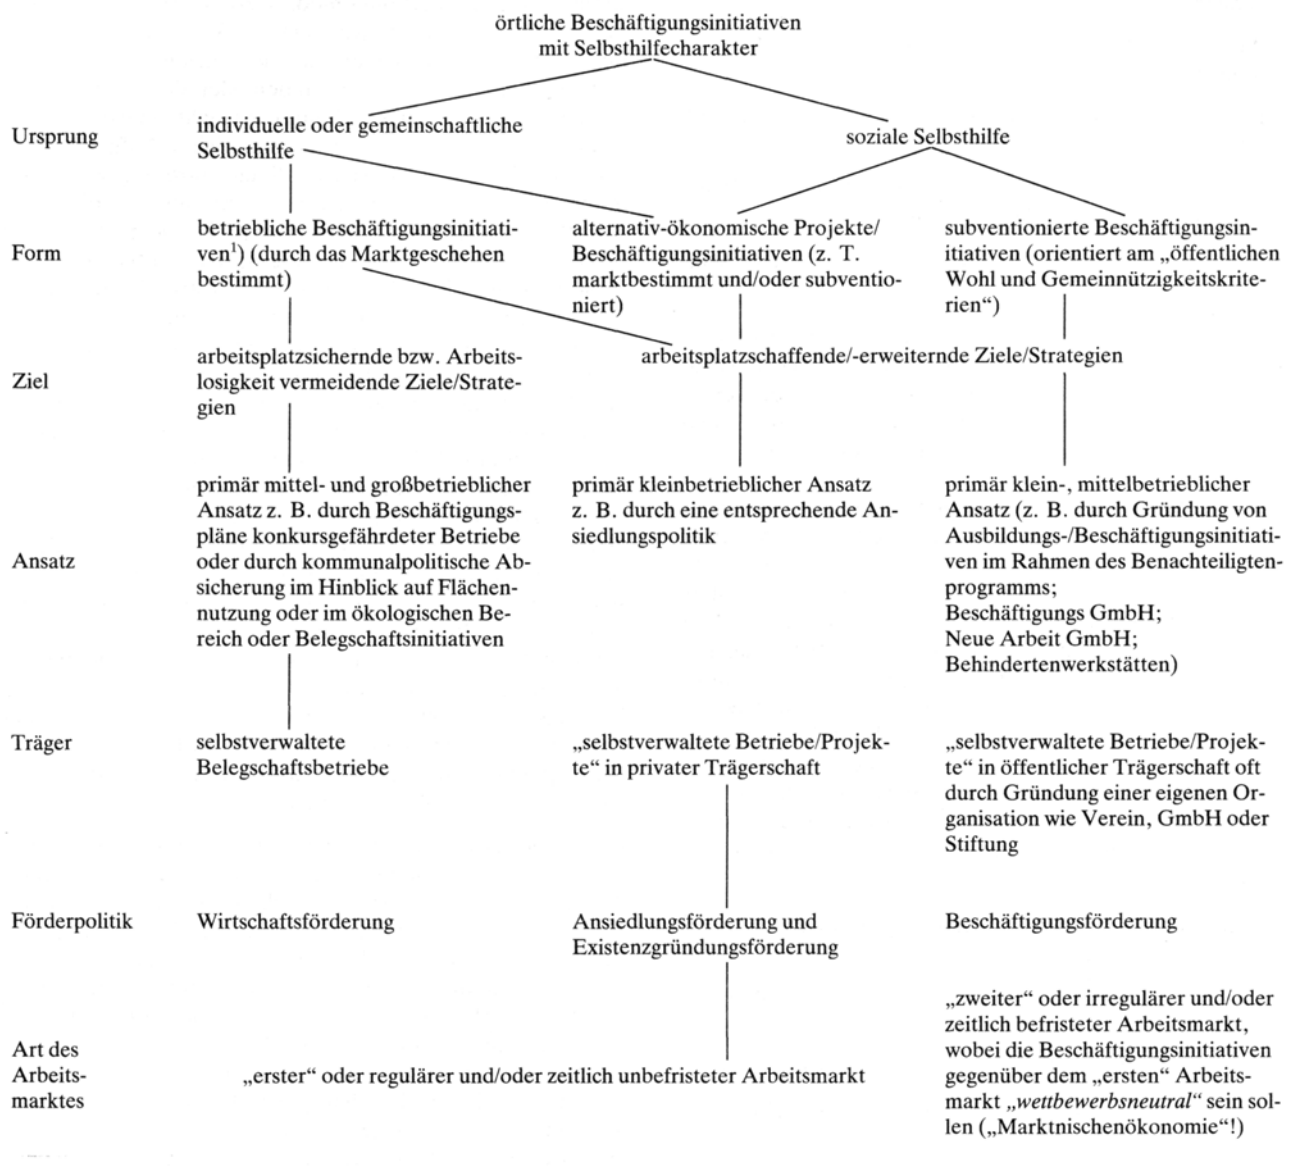 örtliche Beschäftigungsinitiativen
mit Selbsthilfecharakter
Ursprung
individuelle oder gemeinschaftliche
Selbsthilfe
soziale Selbsthilfe
Form
betriebliche Beschäftigungsinitiati-
ven¹) (durch das Marktgeschehen
bestimmt)
alternativ-ökonomische Projekte/
Beschäftigungsinitiativen (z. T.
marktbestimmt und/oder subventio-
niert)
subventionierte Beschäftigungsin-
itiativen (orientiert am „öffentlichen
Wohl und Gemeinnützigkeitskrite-
rien“)
Ziel
arbeitsplatzsichernde bzw. Arbeits-
losigkeit vermeidende Ziele/Strate-
gien
arbeitsplatzschaffende/-erweiternde Ziele/Strategien
Ansatz
primär mittel- und großbetrieblicher
Ansatz z. B. durch Beschäftigungs-
pläne konkursgefährdeter Betriebe
oder durch kommunalpolitische Ab-
sicherung im Hinblick auf Flächen-
nutzung oder im ökologischen Be-
reich oder Belegschaftsinitiativen
primär kleinbetrieblicher Ansatz
z. B. durch eine entsprechende An-
siedlungspolitik
primär klein-, mittelbetrieblicher
Ansatz (z. B. durch Gründung von
Ausbildungs-/Beschäftigungsinitiati-
ven im Rahmen des Benachteiligten-
programms;
Beschäftigungs GmbH;
Neue Arbeit GmbH;
Behindertenwerkstätten)
Träger
selbstverwaltete
Belegschaftsbetriebe
„selbstverwaltete Betriebe/Projek-
te“ in privater Trägerschaft
„selbstverwaltete Betriebe/Projek-
te“ in öffentlicher Trägerschaft oft
durch Gründung einer eigenen Or-
ganisation wie Verein, GmbH oder
Stiftung
Förderpolitik
Wirtschaftsförderung
Ansiedlungsförderung und
Existenzgründungsförderung
Beschäftigungsförderung
Art des
Arbeits-
marktes
„erster“ oder regulärer und/oder zeitlich unbefristeter Arbeitsmarkt
„zweiter“ oder irregulärer und/oder
zeitlich befristeter Arbeitsmarkt,
wobei die Beschäftigungsinitiativen
gegenüber dem „ersten“ Arbeits-
markt „wettbewerbsneutral“ sein sol-
len („Marktnischenökonomie“!)